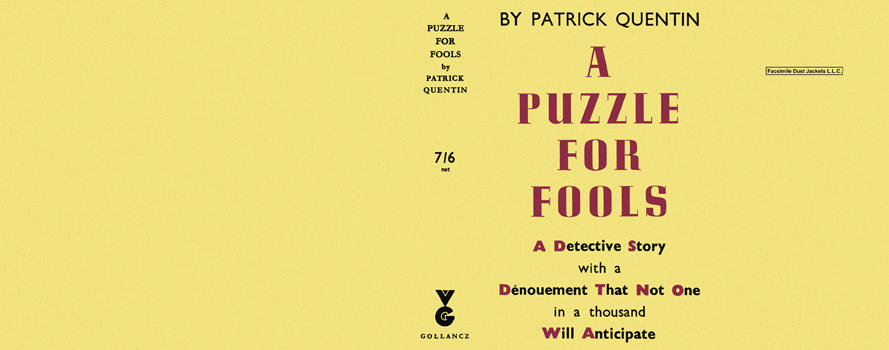 A
PUZZLE
FOR
FOOLS
by
PATRICK
QUENTIN
7/6
net
GOLLANCZ
BY PATRICK QUENTIN
A
PUZZLE
FOR
FOOLS
A Detective Story
with a
Dénouement That Not One
in a thousand
Will Anticipate
Facsimile Dust Jackets L.L.C.